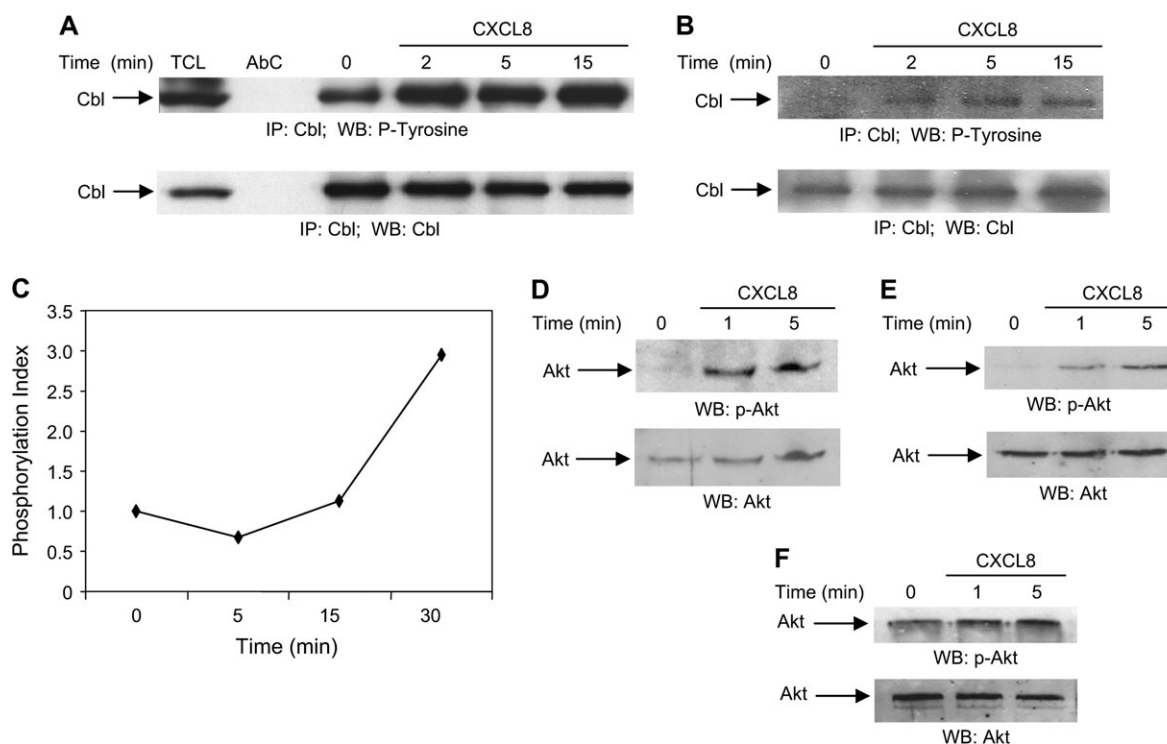 A
CXCL8
Time (min) TCL AbC 0 2 5 15
Cbl
IP: Cbl; WB: P-Tyrosine
Cbl
IP: Cbl; WB: Cbl
B
CXCL8
Time (min) 0 2 5 15
Cbl
IP: Cbl; WB: P-Tyrosine
Cbl
IP: Cbl; WB: Cbl
C
Phosphorylation Index
3.5
3.0
2.5
2.0
1.5
1.0
0.5
0
0 5 15 30
Time (min)
D
CXCL8
Time (min) 0 1 5
Akt
WB: p-Akt
Akt
WB: Akt
E
CXCL8
Time (min) 0 1 5
Akt
WB: p-Akt
Akt
WB: Akt
F
CXCL8
Time (min) 0 1 5
Akt
WB: p-Akt
Akt
WB: Akt